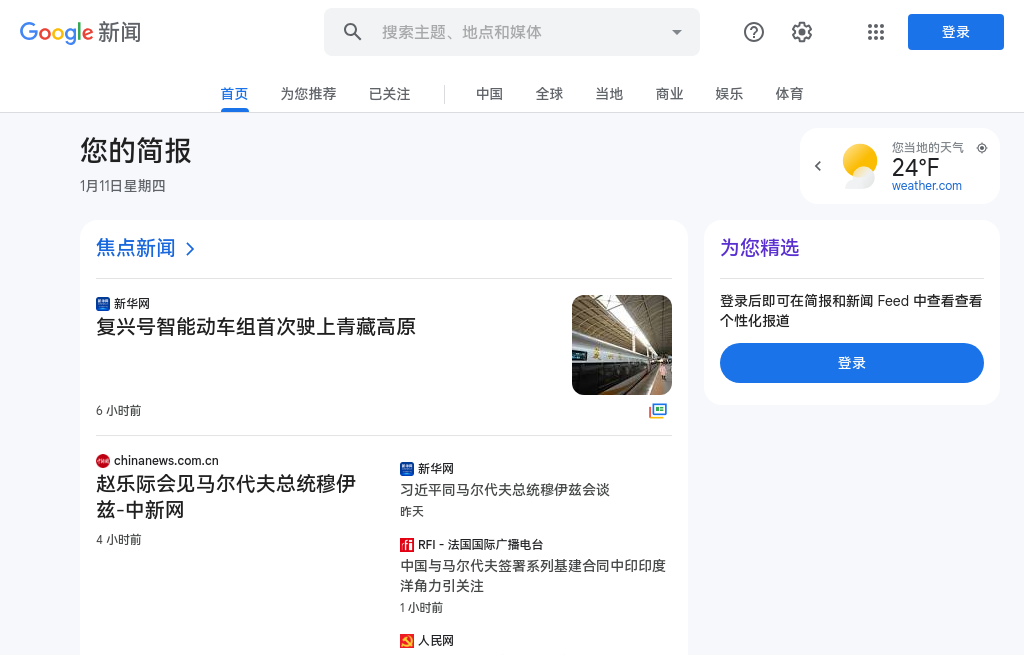 Google 新闻
搜索主题、地点和媒体
登录
首页
为您推荐
已关注
中国
全球
当地
商业
娱乐
体育
您的简报
1月11日星期四
您当地的天气
24°F
weather.com
焦点新闻
新华网
复兴号智能动车组首次驶上青藏高原
6 小时前
chinanews.com.cn
赵乐际会见马尔代夫总统穆伊
兹-中新网
4 小时前
新华网
习近平同马尔代夫总统穆伊兹会谈
昨天
RFI - 法国国际广播电台
中国与马尔代夫签署系列基建合同中印印度
洋角力引关注
1 小时前
人民网
为您精选
登录后即可在简报和新闻 Feed 中查看查看
个性化报道
登录